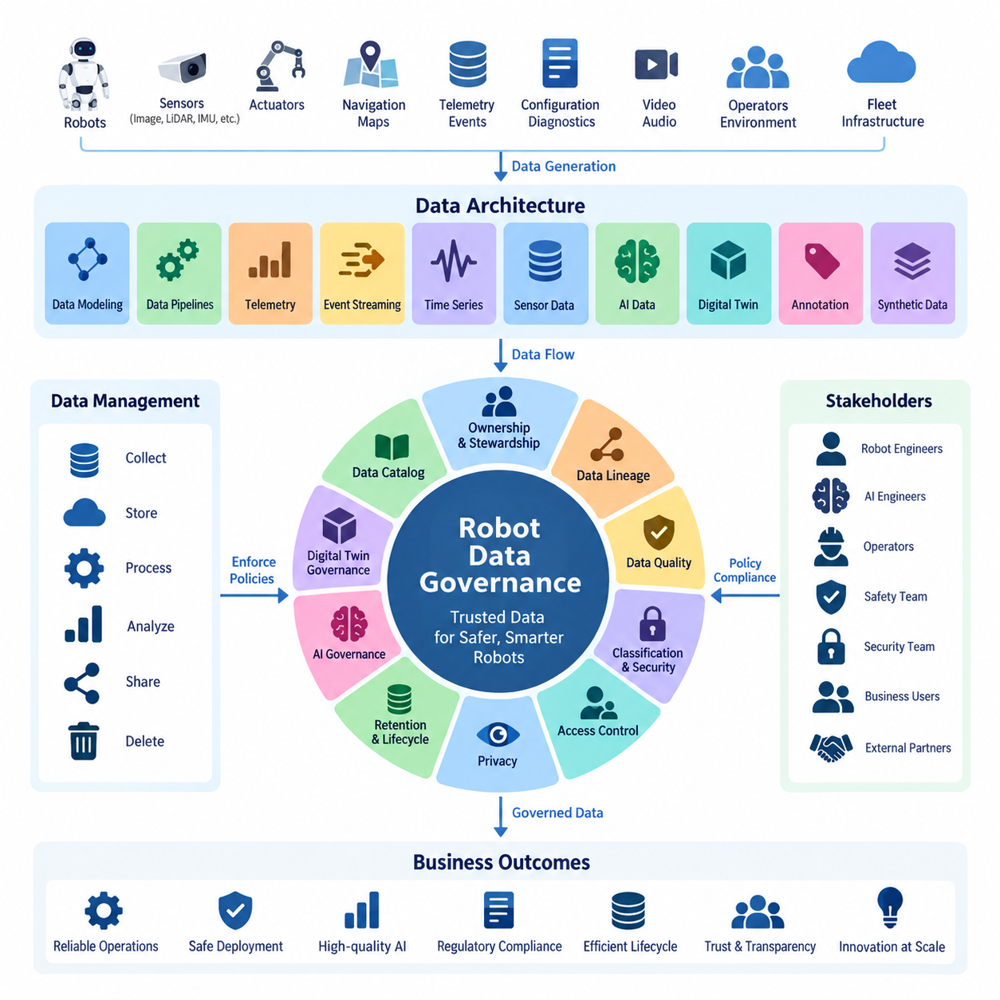 Robots
Sensors
(Image, LiDAR, IMU, etc.)
Actuators
Navigation
Maps
Telemetry
Events
Configuration
Diagnostics
Video
Audio
Operators
Environment
Fleet
Infrastructure
Data Generation
Data Architecture
Data Modeling
Data Pipelines
Telemetry
Event Streaming
Time Series
Sensor Data
AI Data
Digital Twin
Annotation
Synthetic Data
Data Flow
Data Management
Collect
Store
Process
Analyze
Share
Delete
Enforce
Policies
Ownership
& Stewardship
Data Lineage
Data Quality
Classification
& Security
Access Control
Privacy
Retention
& Lifecycle
AI Governance
Digital Twin
Governance
Data Catalog
Robot
Data
Governance
Trusted Data
for Safer, Smarter
Robots
Policy
Compliance
Stakeholders
Robot Engineers
AI Engineers
Operators
Safety Team
Security Team
Business Users
External Partners
Governed Data
Business Outcomes
Reliable Operations
Safe Deployment
High-quality AI
Regulatory Compliance
Efficient Lifecycle
Trust & Transparency
Innovation at Scale